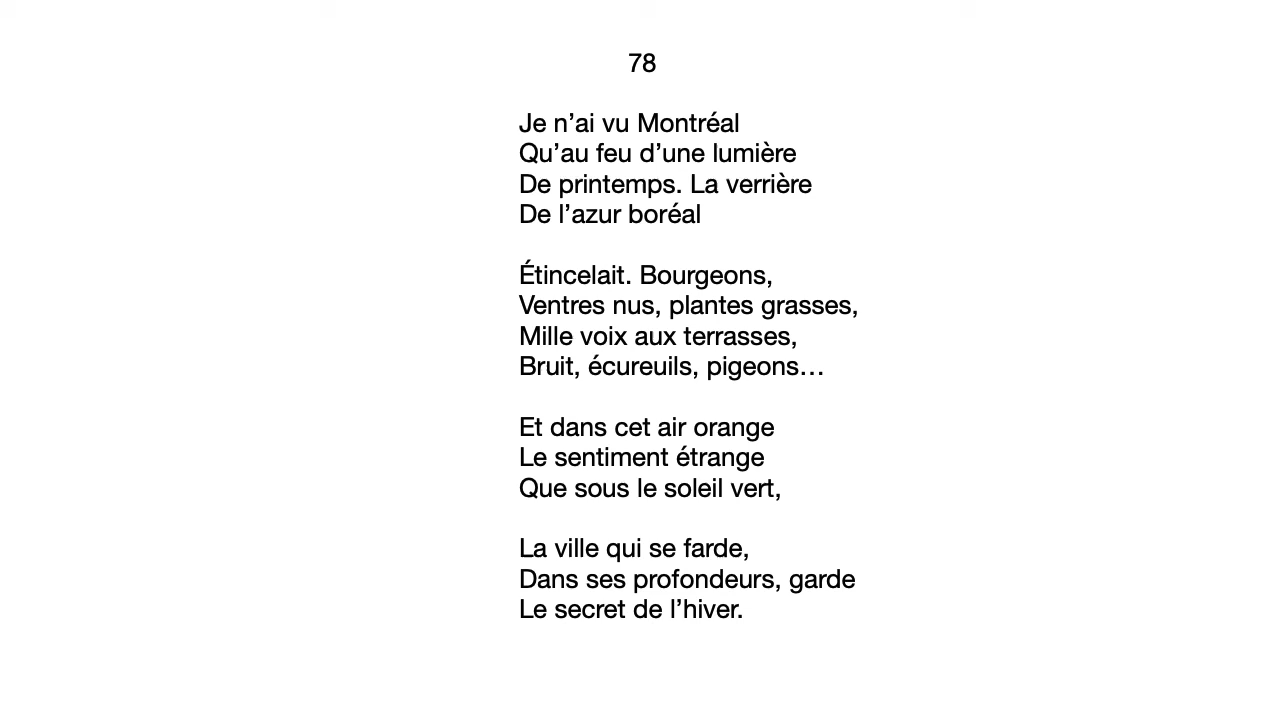 78
Je n’ai vu Montréal
Qu’au feu d’une lumière
De printemps. La verrière
De l’azur boréal
Étincelait. Bourgeons,
Ventres nus, plantes grasses,
Mille voix aux terrasses,
Bruit, écureuils, pigeons…
Et dans cet air orange
Le sentiment étrange
Que sous le soleil vert,
La ville qui se farde,
Dans ses profondeurs, garde
Le secret de l’hiver.